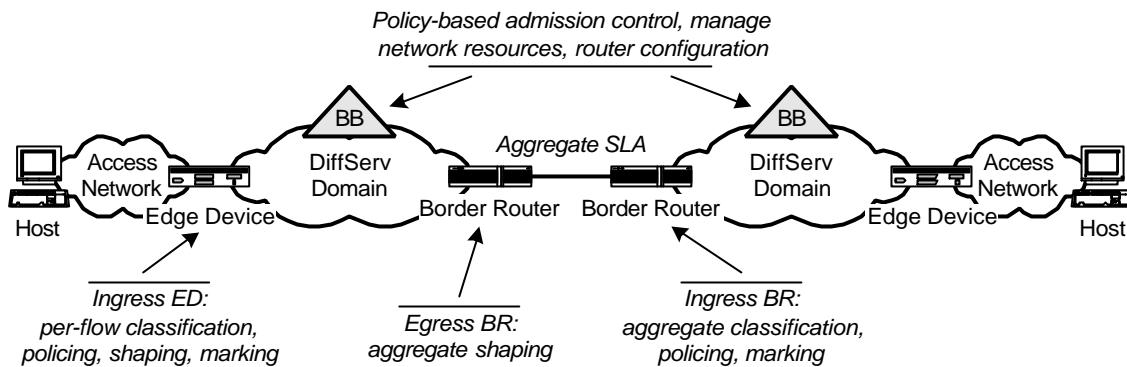 Policy-based admission control, manage
network resources, router configuration
BB
BB
Aggregate SLA
Access
Network
DiffServ
Domain
DiffServ
Domain
Access
Network
Host
Edge Device
Border Router
Border Router
Edge Device
Host
Ingress ED:
per-flow classification,
policing, shaping, marking
Egress BR:
aggregate shaping
Ingress BR:
aggregate classification,
policing, marking